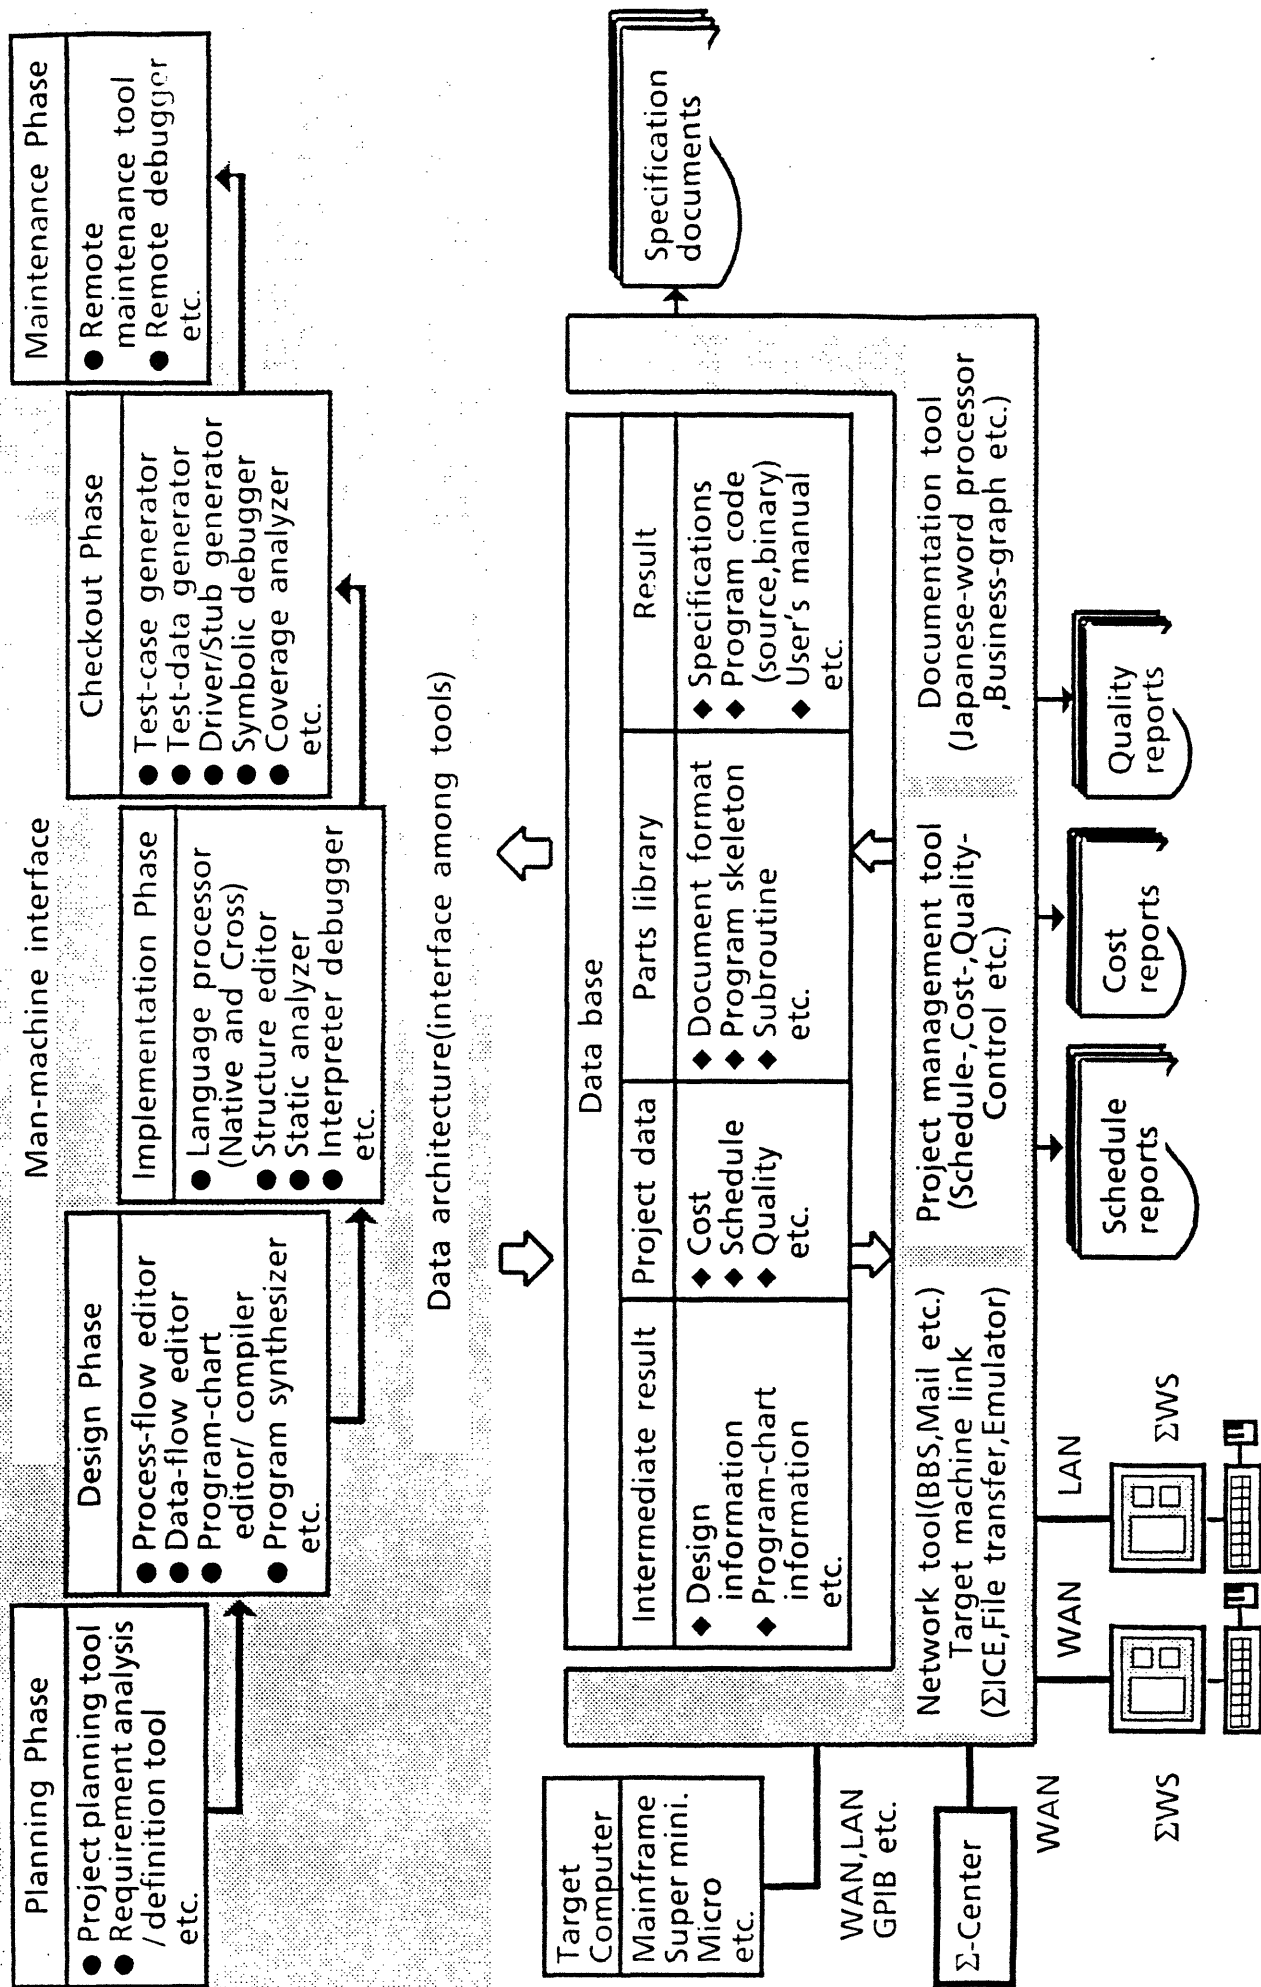 Man-machine interface
Planning Phase
● Project planning tool
● Requirement analysis
/ definition tool
etc.
Design Phase
● Process-flow editor
● Data-flow editor
● Program-chart
editor/ compiler
● Program synthesizer
etc.
Implementation Phase
● Language processor
(Native and Cross)
● Structure editor
● Static analyzer
● Interpreter debugger
etc.
Checkout Phase
● Test-case generator
● Test-data generator
● Driver/Stub generator
● Symbolic debugger
● Coverage analyzer
etc.
Maintenance Phase
● Remote
maintenance tool
● Remote debugger
etc.
Data architecture(interface among tools)
Data base
Intermediate result
◆ Design
information
◆ Program-chart
information
etc.
Project data
◆ Cost
◆ Schedule
◆ Quality
etc.
Parts library
◆ Document format
◆ Program skeleton
◆ Subroutine
etc.
Result
◆ Specifications
◆ Program code
(source,binary)
◆ User's manual
etc.
Specification
documents
Target
Computer
Mainframe
Super mini.
Micro
etc.
WAN,LAN
GPIB etc.
Σ-Center
Network tool(BBS,Mail etc.)
Target machine link
(ΣICE,File transfer,Emulator)
Project management tool
(Schedule-,Cost-,Quality-
Control etc.)
Documentation tool
(Japanese-word processor
,Business-graph etc.)
WAN
WAN
LAN
ΣWS
ΣWS
Schedule
reports
Cost
reports
Quality
reports